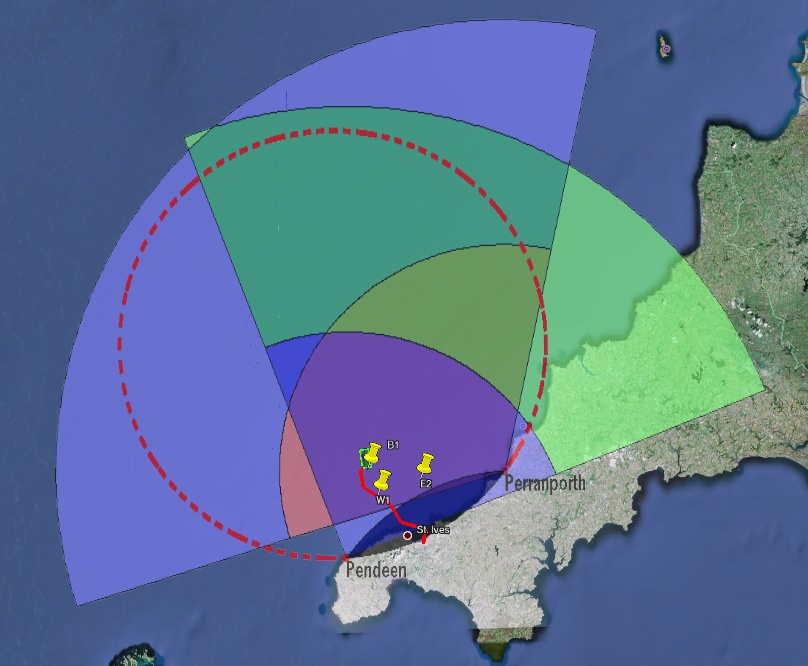 B1
E2
W1
Perranporth
St. Ives
Pendeen